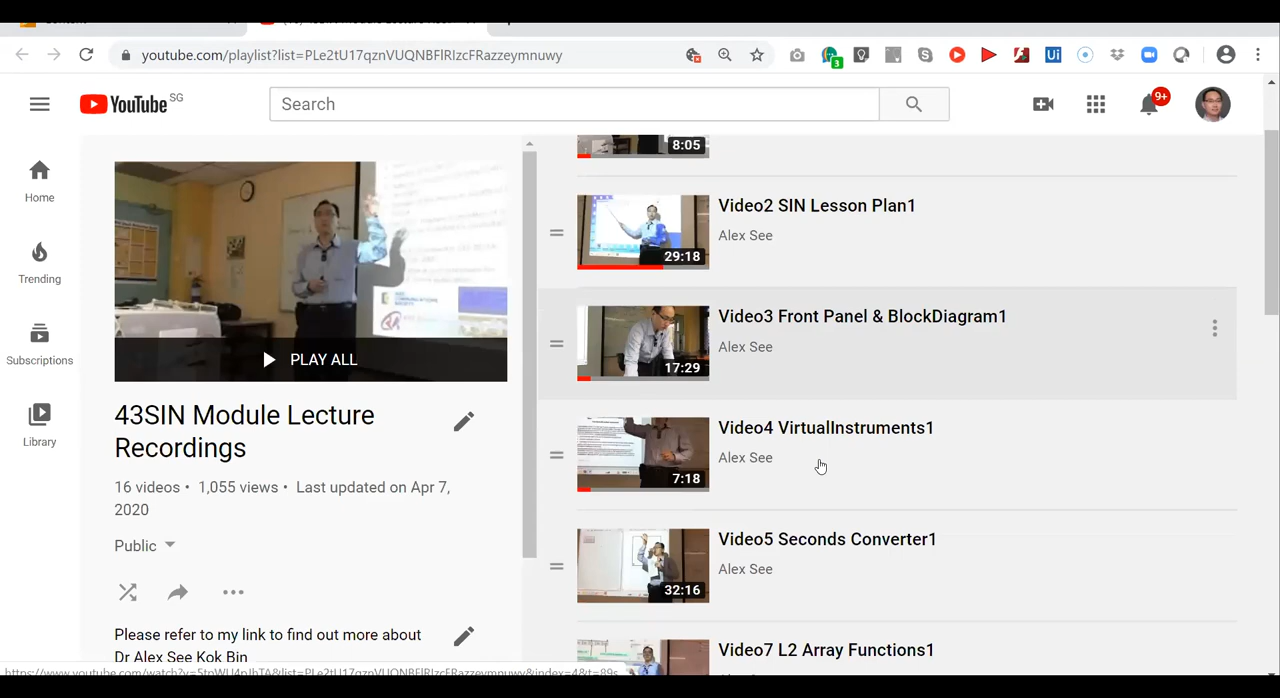 youtube.com/playlist?list=PLe2tU17qznVUQNBFlRIzcFRazzeymnuwy
3
Ui
YouTube SG
Search
9+
Home
Trending
Subscriptions
Library
PLAY ALL
43SIN Module Lecture
Recordings
16 videos • 1,055 views • Last updated on Apr 7,
2020
Public
Please refer to my link to find out more about
Dr Alex See Kok Bin
8:05
Video2 SIN Lesson Plan1
Alex See
29:18
Video3 Front Panel & BlockDiagram1
Alex See
17:29
Video4 VirtualInstruments1
Alex See
7:18
Video5 Seconds Converter1
Alex See
32:16
Video7 L2 Array Functions1